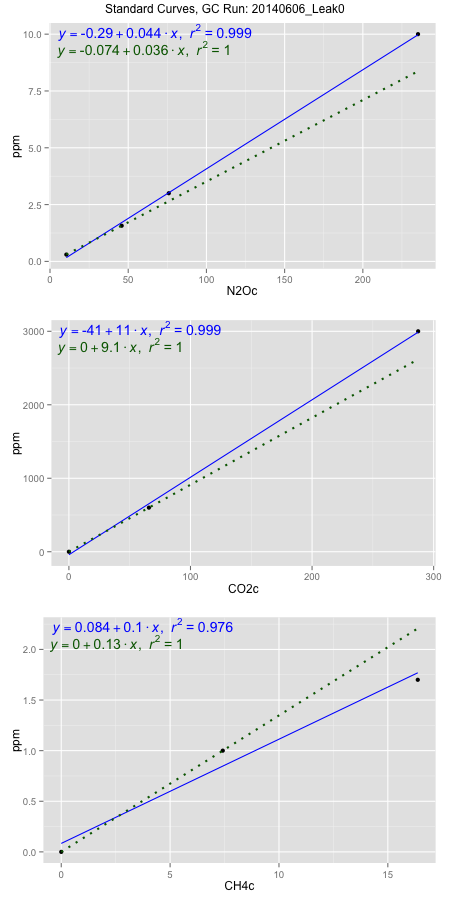 Standard Curves, GC Run: 20140606_Leak0
y = -0.29 + 0.044 · x, r² = 0.999
y = -0.074 + 0.036 · x, r² = 1
10.0
7.5
5.0
2.5
0.0
ppm
0 50 100 150 200
N2Oc
y = -41 + 11 · x, r² = 0.999
y = 0 + 9.1 · x, r² = 1
3000
2000
1000
0
ppm
0 100 200 300
CO2c
y = 0.084 + 0.1 · x, r² = 0.976
y = 0 + 0.13 · x, r² = 1
2.0
1.5
1.0
0.5
0.0
ppm
0 5 10 15
CH4c